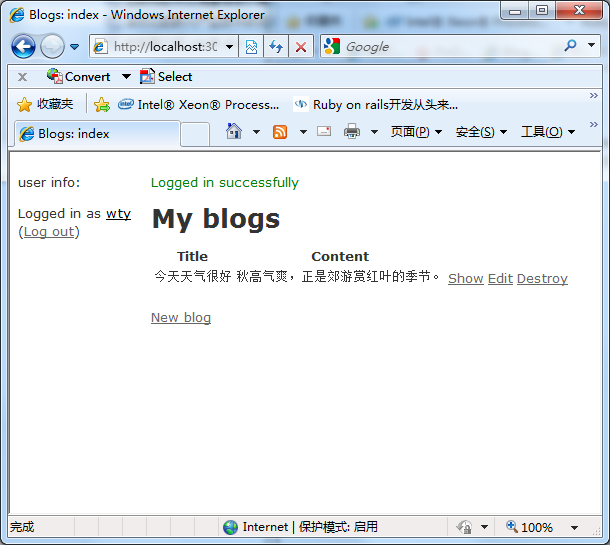 Blogs: index - Windows Internet Explorer
http://localhost:30
Google
x Convert Select
收藏夹 Intel® Xeon® Process... Ruby on rails开发从头来...
Blogs: index 页面(P) 安全(S) 工具(O)
user info:
Logged in successfully
Logged in as wty
(Log out)
My blogs
Title Content
今天天气很好 秋高气爽，正是郊游赏红叶的季节。 Show Edit Destroy
New blog
完成 Internet | 保护模式: 启用 100%